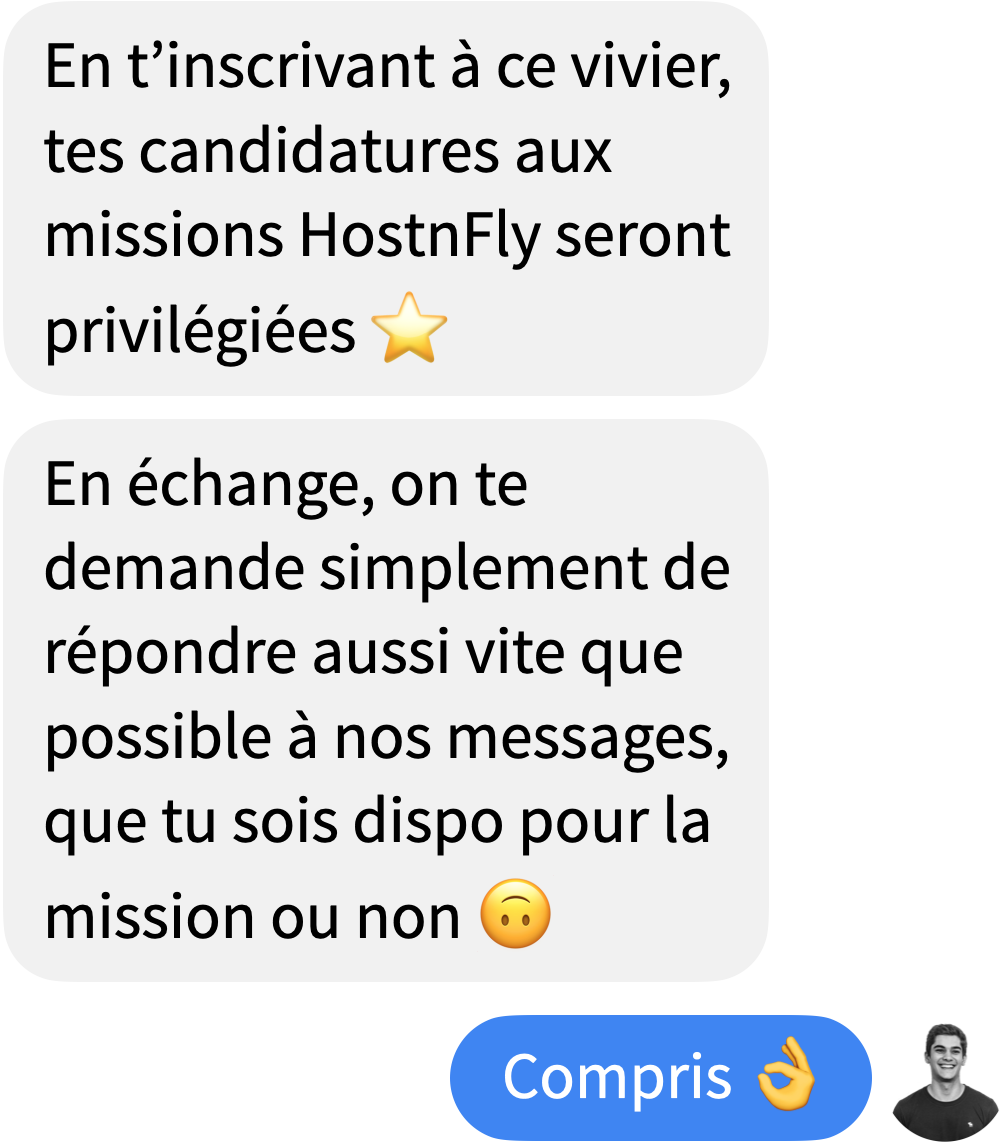 En t’inscrivant à ce vivier,
tes candidatures aux
missions HostnFly seront
privilégiées ⭐
En échange, on te
demande simplement de
répondre aussi vite que
possible à nos messages,
que tu sois dispo pour la
mission ou non 🙃
Compris 👌